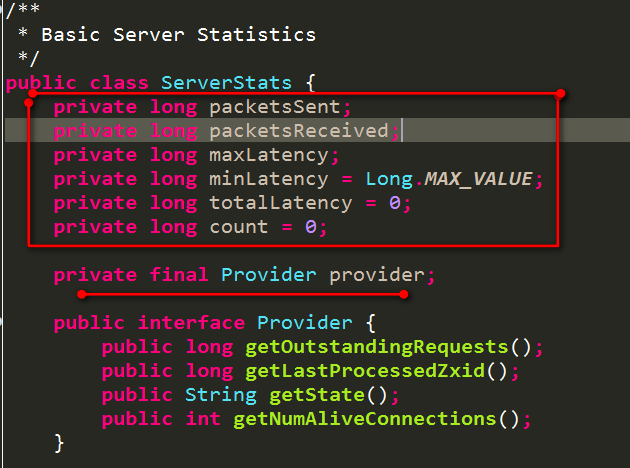 /**
* Basic Server Statistics
*/
public class ServerStats {
private long packetsSent;
private long packetsReceived;
private long maxLatency;
private long minLatency = Long.MAX_VALUE;
private long totalLatency = 0;
private long count = 0;
private final Provider provider;
public interface Provider {
public long getOutstandingRequests();
public long getLastProcessedZxid();
public String getState();
public int getNumAliveConnections();
}